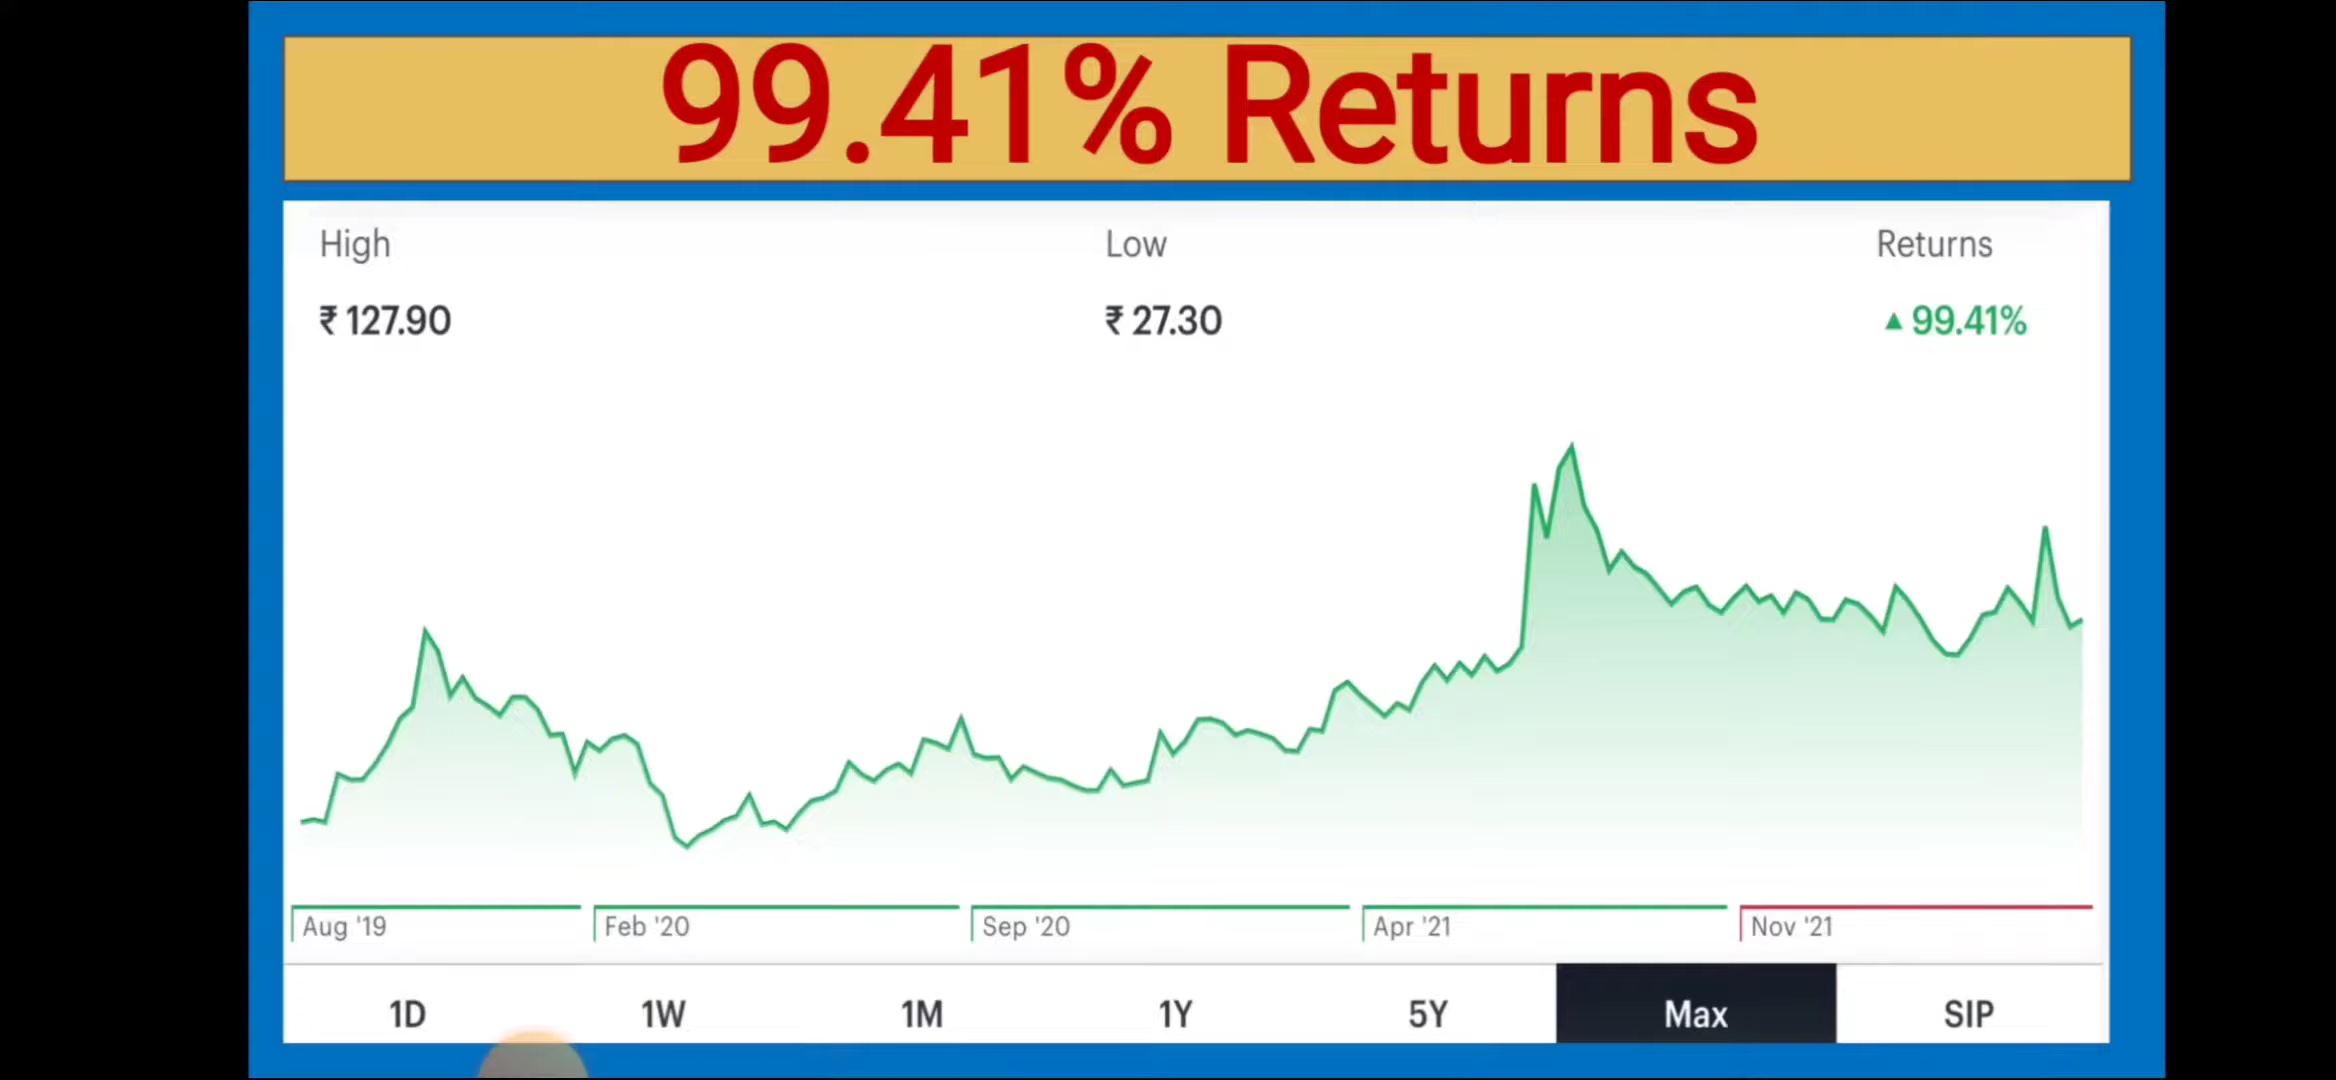 99.41% Returns
High Low Returns
₹ 127.90 ₹ 27.30 ▲ 99.41%
Aug '19 Feb '20 Sep '20 Apr '21 Nov '21
1D 1W 1M 1Y 5Y Max SIP